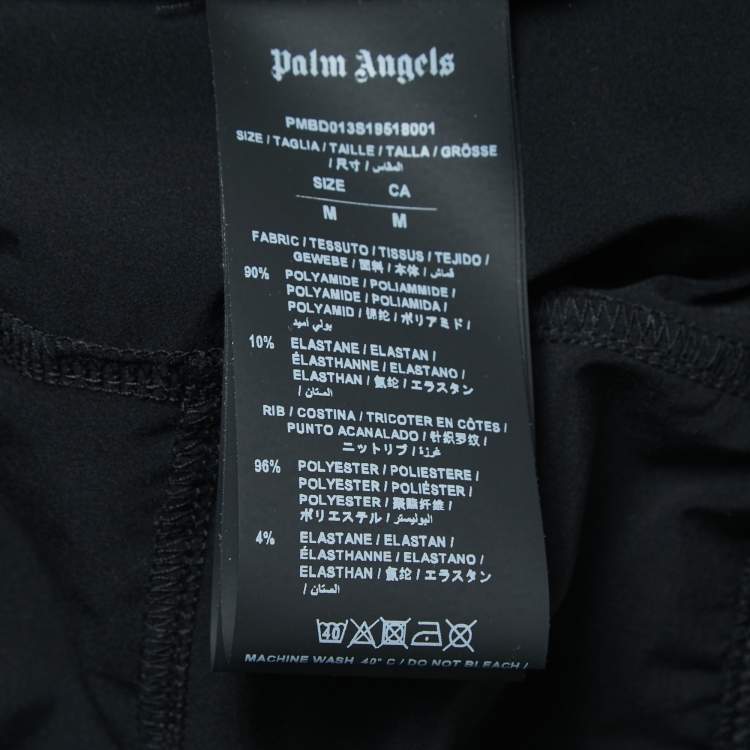 Palm Angels
PMBD013S19518001
SIZE / TAGLIA / TAILLE / TALLA / GRÖSSE
/ 尺寸 / المقاس
SIZE CA
M M
FABRIC / TESSUTO / TISSUS / TEJIDO /
GEWEBE / 面料 / 本体 / قماش /
90% POLYAMIDE / POLIAMMIDE /
POLYAMIDE / POLIAMIDA /
POLYAMID / 锦纶 / ポリアミド /
بولي أميد
10% ELASTANE / ELASTAN /
ÉLASTHANNE / ELASTANO /
ELASTHAN / 氨纶 / エラスタン
/ الستان
RIB / COSTINA / TRICOTER EN CÔTES /
PUNTO ACANALADO / 针织罗纹 /
ニットリブ / غرزة
96% POLYESTER / POLIESTERE /
POLYESTER / POLIÉSTER /
POLYESTER / 聚酯纤维 /
ポリエステル / البوليستر
4% ELASTANE / ELASTAN /
ÉLASTHANNE / ELASTANO /
ELASTHAN / 氨纶 / エラスタン
/ الستان
40
MACHINE WASH 40° C / DO NOT BLEACH /